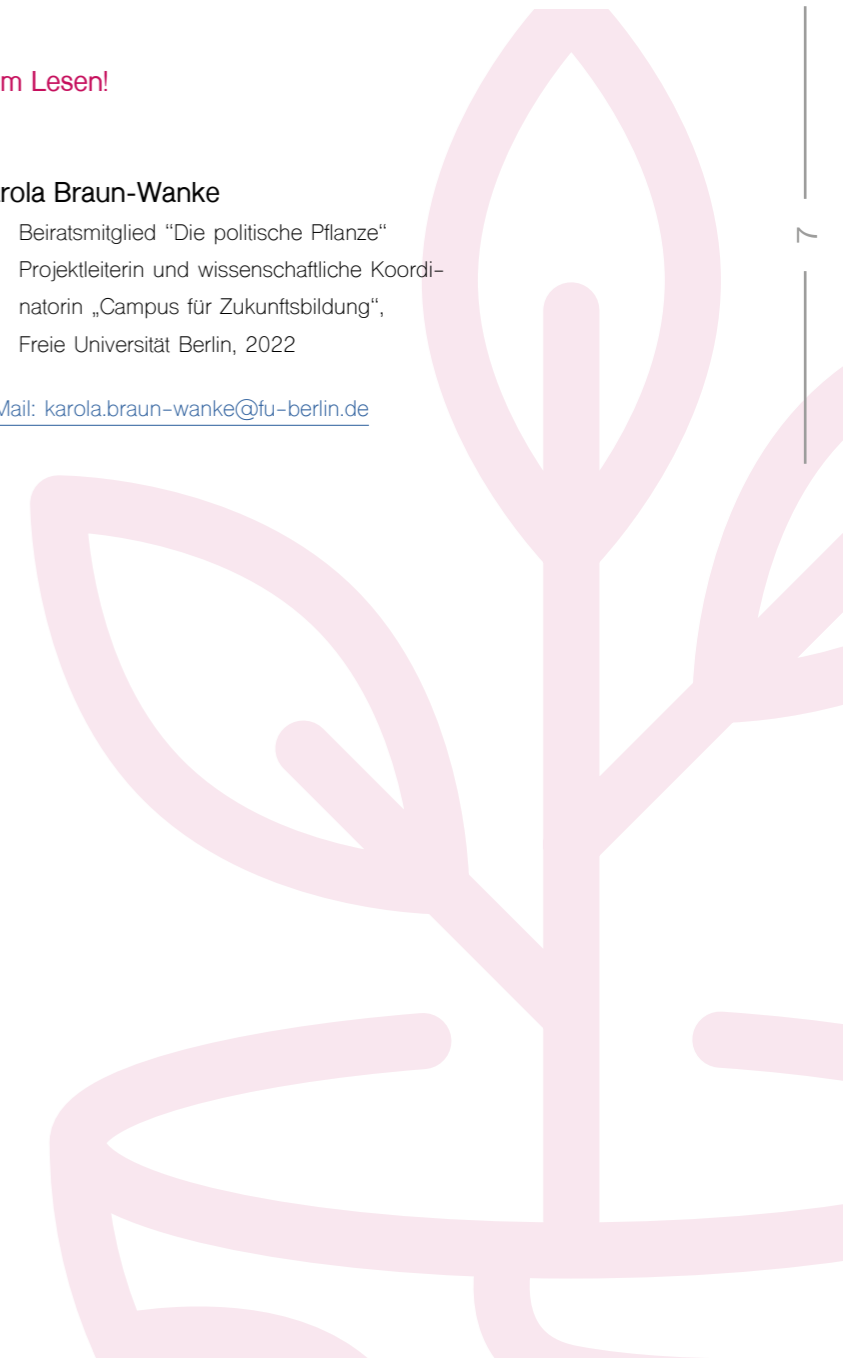 m Lesen!
rola Braun-Wanke
Beiratsmitglied “Die politische Pflanze“
Projektleiterin und wissenschaftliche Koordi-
natorin „Campus für Zukunftsbildung“,
Freie Universität Berlin, 2022
Mail: karola.braun-wanke@fu-berlin.de
7